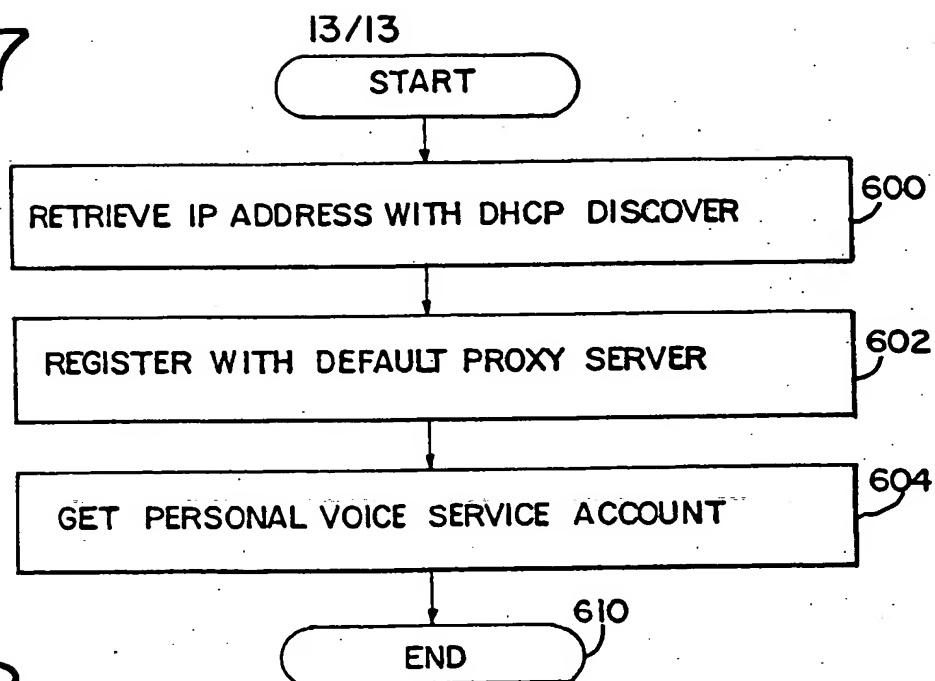 7
13/13
START
RETRIEVE IP ADDRESS WITH DHCP DISCOVER
600
REGISTER WITH DEFAULT PROXY SERVER
602
GET PERSONAL VOICE SERVICE ACCOUNT
604
610
END